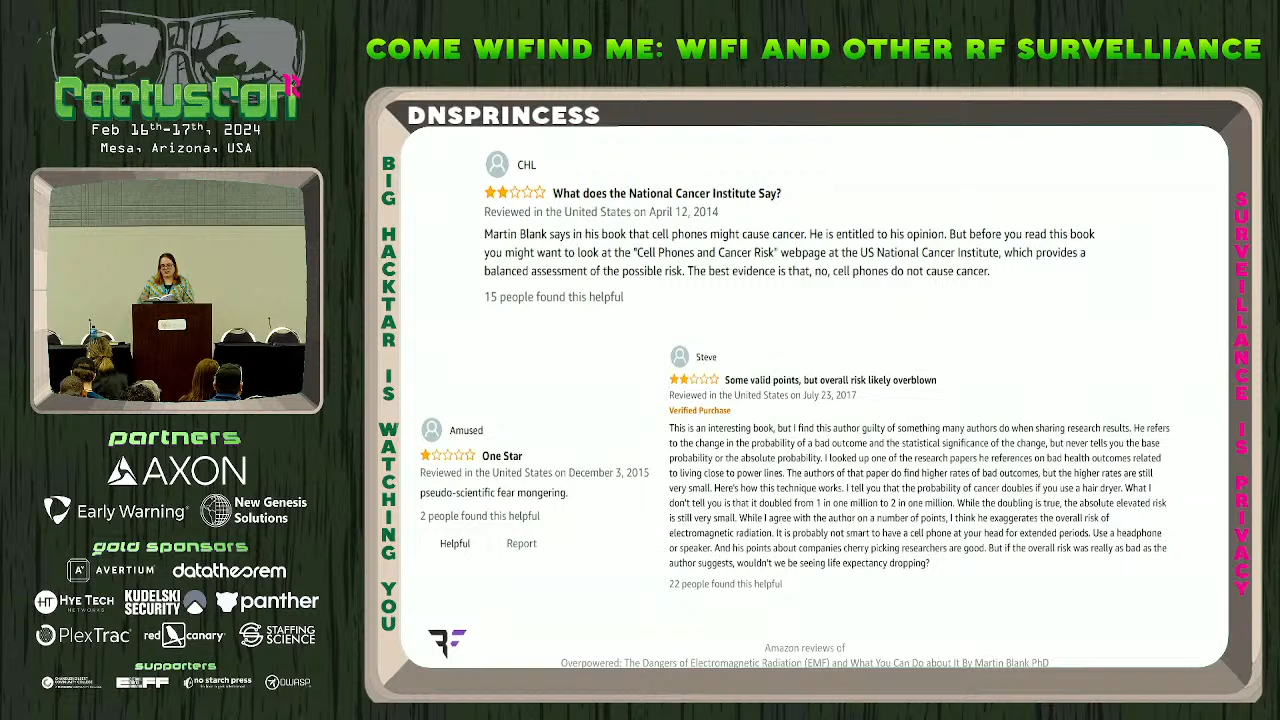 COME WIFIND ME: WIFI AND OTHER RF SURVELLIANCE
CactusCon
Feb 16th-17th, 2024
Mesa, Arizona, USA
DNSPRINCESS
BIG HACKTAR IS WATCHING YOU
SURVEILLANCE IS PRIVACY
CHL
What does the National Cancer Institute Say?
Reviewed in the United States on April 12, 2014
Martin Blank says in his book that cell phones might cause cancer. He is entitled to his opinion. But before you read this book
you might want to look at the "Cell Phones and Cancer Risk" webpage at the US National Cancer Institute, which provides a
balanced assessment of the possible risk. The best evidence is that, no, cell phones do not cause cancer.
15 people found this helpful
Steve
Some valid points, but overall risk likely overblown
Reviewed in the United States on July 23, 2017
Verified Purchase
This is an interesting book, but I find this author guilty of something many authors do when sharing research results. He refers
to the change in the probability of a bad outcome and the statistical significance of the change, but never tells you the base
probability or the absolute probability. I looked up one of the research papers he references on bad health outcomes related
to living close to power lines. The authors of that paper do find higher rates of bad outcomes, but the higher rates are still
very small. Here's how this technique works. I tell you that the probability of cancer doubles if you use a hair dryer. What I
don't tell you is that it doubled from 1 in one million to 2 in one million. While the doubling is true, the absolute elevated risk
is still very small. While I agree with the author on a number of points, I think he exaggerates the overall risk of
electromagnetic radiation. It is probably not smart to have a cell phone at your head for extended periods. Use a headphone
or speaker. And his points about companies cherry picking researchers are good. But if the overall risk was really as bad as the
author suggests, wouldn't we be seeing life expectancy dropping?
22 people found this helpful
Amused
One Star
Reviewed in the United States on December 3, 2015
pseudo-scientific fear mongering.
2 people found this helpful
Helpful
Report
Amazon reviews of
Overpowered: The Dangers of Electromagnetic Radiation (EMF) and What You Can Do about It By Martin Blank PhD
RF
partners
AXON
Early Warning
New Genesis
Solutions
gold sponsors
AVERTIUM
datatheorem
HT HYE TECH
NETWORKS
KUDELSKI
SECURITY
panther
PlexTrac
red canary
STAFFING
SCIENCE
supporters
EFF
no starch press
OWASP